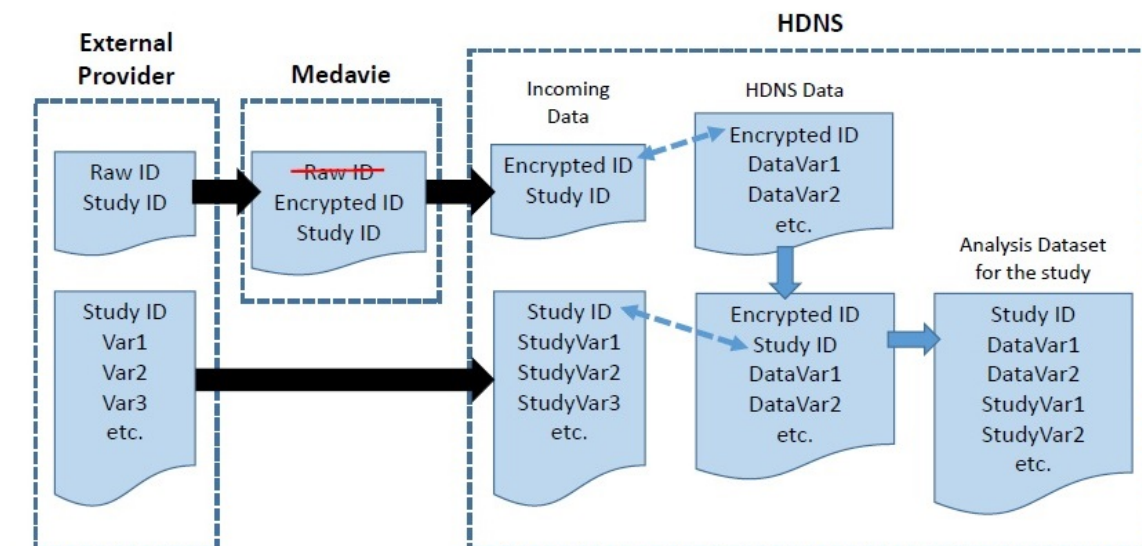 HDNS
External
Provider
Medavie
Incoming
Data
HDNS Data
Raw ID
Study ID
Raw ID
Encrypted ID
Study ID
Encrypted ID
Study ID
Encrypted ID
DataVar1
DataVar2
etc.
Analysis Dataset
for the study
Study ID
Var1
Var2
Var3
etc.
Study ID
StudyVar1
StudyVar2
StudyVar3
etc.
Encrypted ID
Study ID
DataVar1
DataVar2
etc.
Study ID
DataVar1
DataVar2
StudyVar1
StudyVar2
etc.